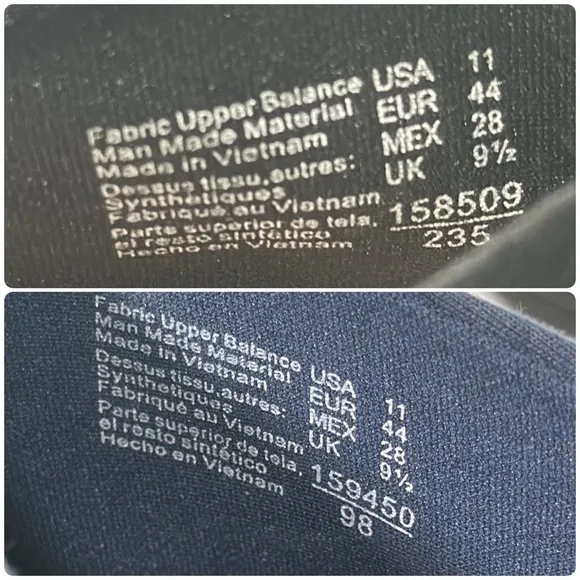 Fabric Upper Balance
Man Made Material
Made in Vietnam
Dessus tissu,autres:
Synthetiques
Fabriqué au Vietnam
Parte superior de tela,
el resto sintético
Hecho en Vietnam
USA 11
EUR 44
MEX 28
UK 9½
158509
235
Fabric Upper Balance
Man Made Material
Made in Vietnam
Dessus tissu,autres:
Synthetiques
Fabriqué au Vietnam
Parte superior de tela,
el resto sintético
Hecho en Vietnam
USA 11
EUR 44
MEX 28
UK 9½
159450
98